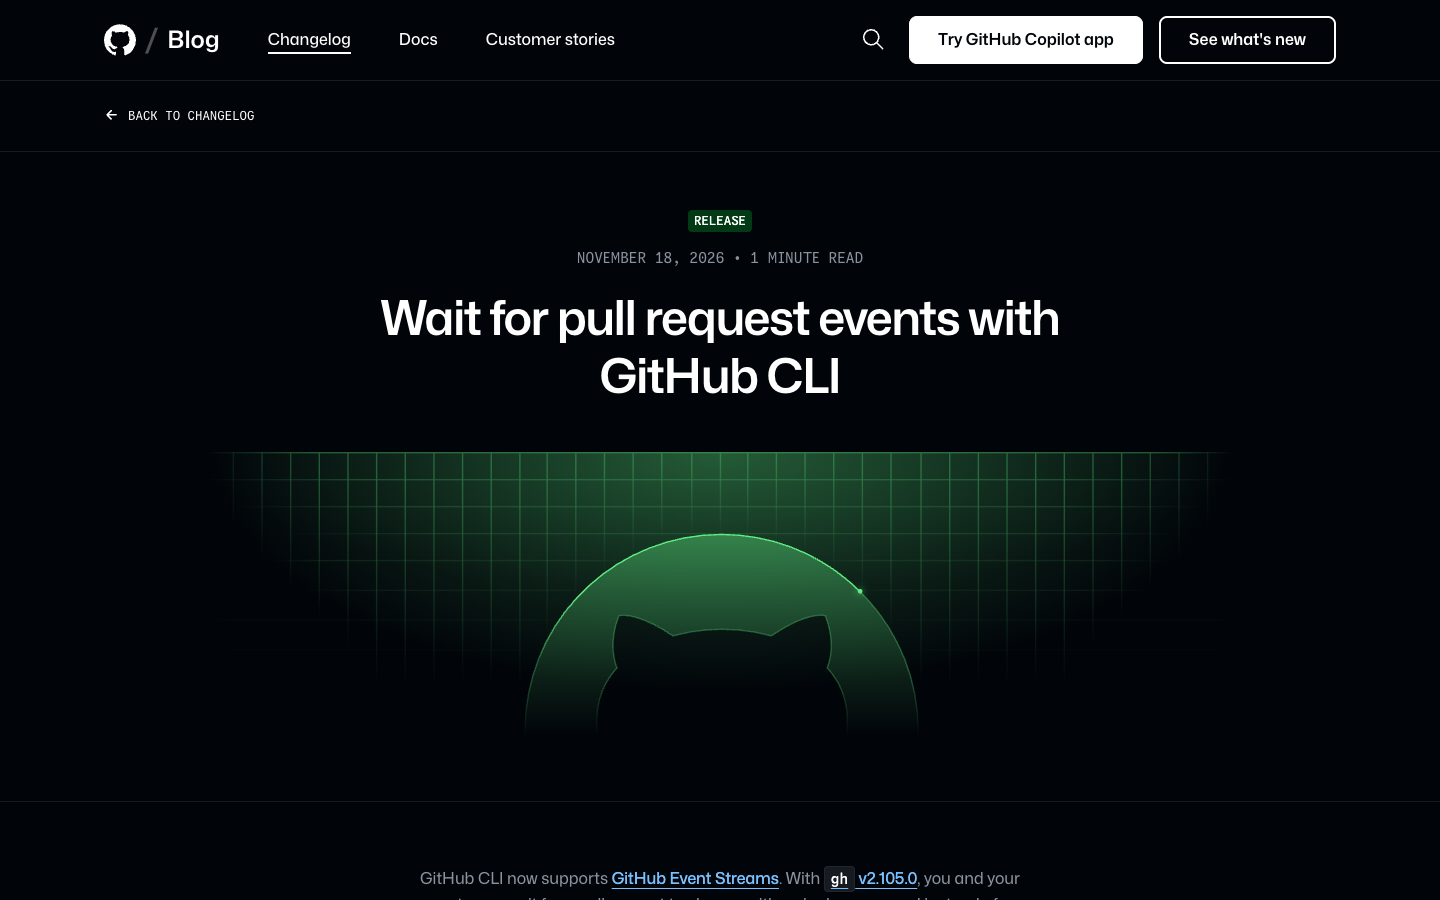 / Blog
Changelog
Docs
Customer stories
Try GitHub Copilot app
See what's new
BACK TO CHANGELOG
RELEASE
NOVEMBER 18, 2026 • 1 MINUTE READ
Wait for pull request events with
GitHub CLI
GitHub CLI now supports GitHub Event Streams. With gh v2.105.0, you and your